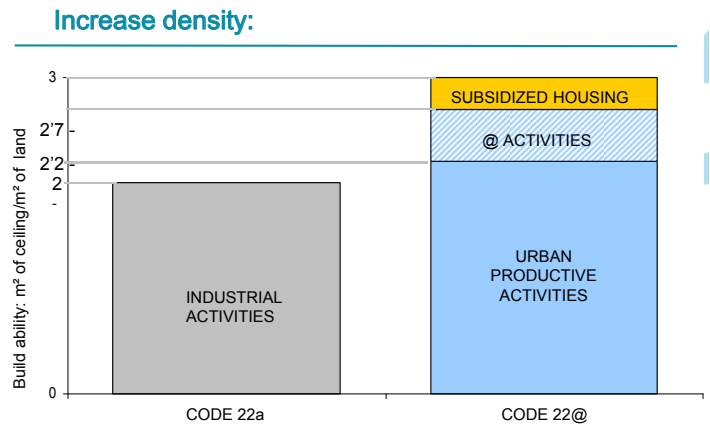 Increase density:
Build ability: m² of ceiling/m² of land
3
2'7 -
2'2 -
2
-
0
SUBSIDIZED HOUSING
@ ACTIVITIES
URBAN
PRODUCTIVE
ACTIVITIES
INDUSTRIAL
ACTIVITIES
CODE 22a
CODE 22@